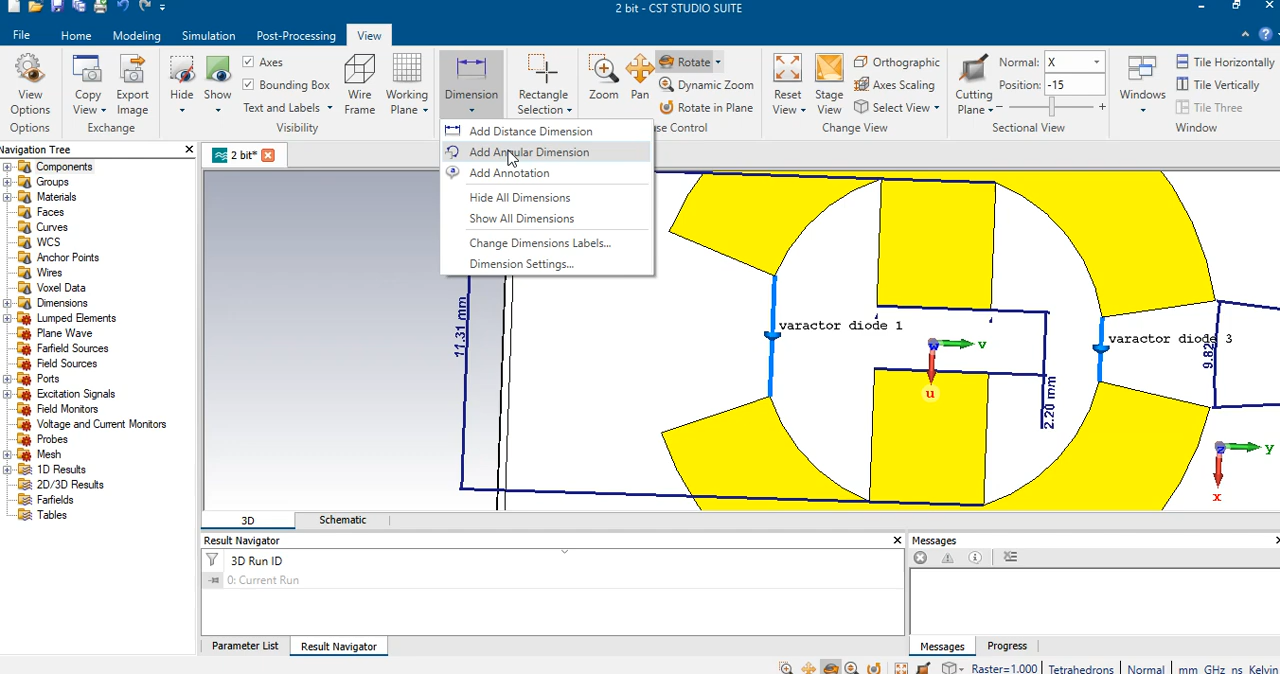 2 bit - CST STUDIO SUITE
File Home Modeling Simulation Post-Processing View
View Options
Options
Copy View
Export Image
Exchange
Hide
Show
Axes
Bounding Box
Text and Labels
Visibility
Wire Frame
Working Plane
Dimension
Rectangle Selection
Zoom
Pan
Rotate
Dynamic Zoom
Rotate in Plane
use Control
Reset View
Stage View
Orthographic
Axes Scaling
Select View
Change View
Cutting Plane
Normal: X
Position: -15
Sectional View
Windows
Tile Horizontally
Tile Vertically
Tile Three
Window
Add Distance Dimension
Add Annular Dimension
Add Annotation
Hide All Dimensions
Show All Dimensions
Change Dimensions Labels...
Dimension Settings...
Navigation Tree
2 bit*
Components
Groups
Materials
Faces
Curves
WCS
Anchor Points
Wires
Voxel Data
Dimensions
Lumped Elements
Plane Wave
Farfield Sources
Field Sources
Ports
Excitation Signals
Field Monitors
Voltage and Current Monitors
Probes
Mesh
1D Results
2D/3D Results
Farfields
Tables
11.31 mm
varactor diode 1
w
v
u
2.20 mm
varactor diode 3
9.82
z
y
x
3D Schematic
Result Navigator
3D Run ID
0: Current Run
Parameter List Result Navigator
Messages
Messages Progress
Raster=1.000 Tetrahedrons Normal mm GHz ns Kelvin